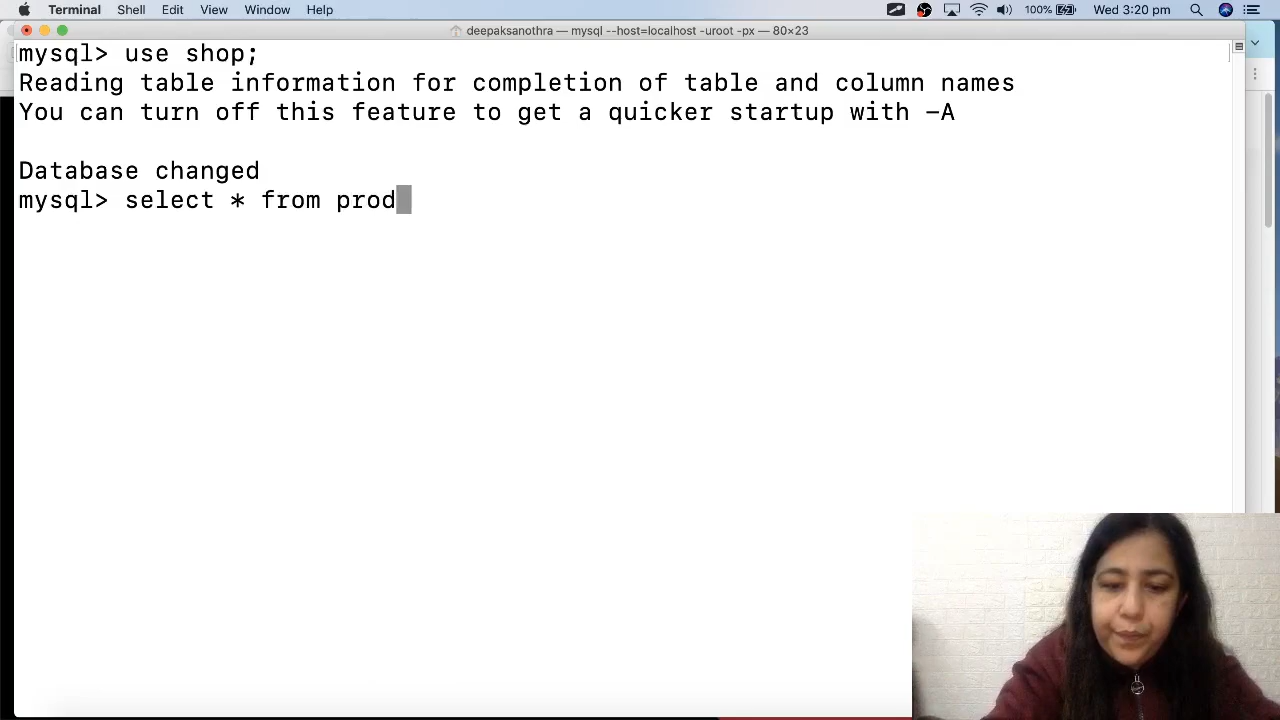 Terminal Shell Edit View Window Help 100% Wed 3:20 pm
deepaksanothra — mysql --host=localhost -uroot -px — 80×23
mysql> use shop;
Reading table information for completion of table and column names
You can turn off this feature to get a quicker startup with -A
Database changed
mysql> select * from prod